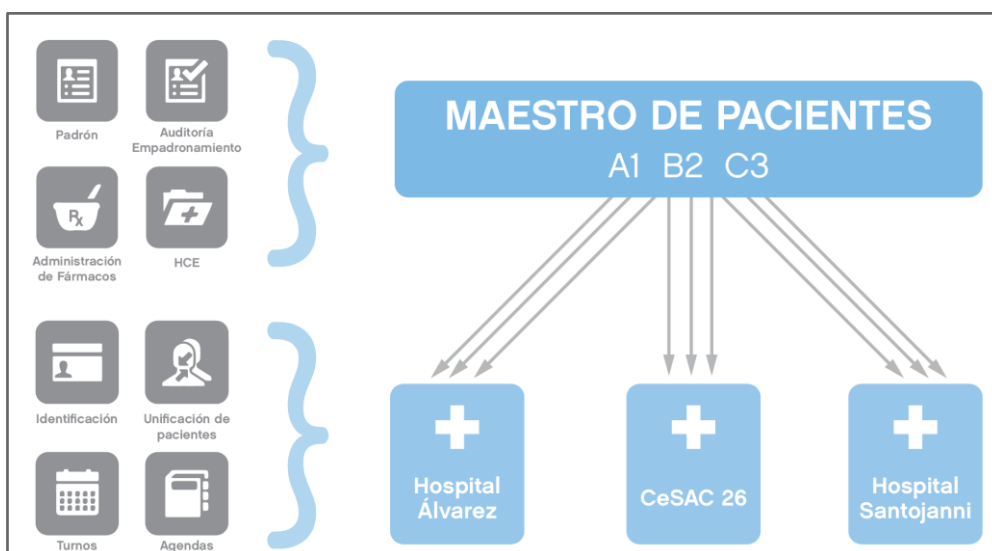 Padrón
Auditoría
Empadronamiento
Rx
Administración
de Fármacos
HCE
Identificación
Unificación de
pacientes
Turnos
Agendas
MAESTRO DE PACIENTES
A1 B2 C3
Hospital
Álvarez
CeSAC 26
Hospital
Santojanni